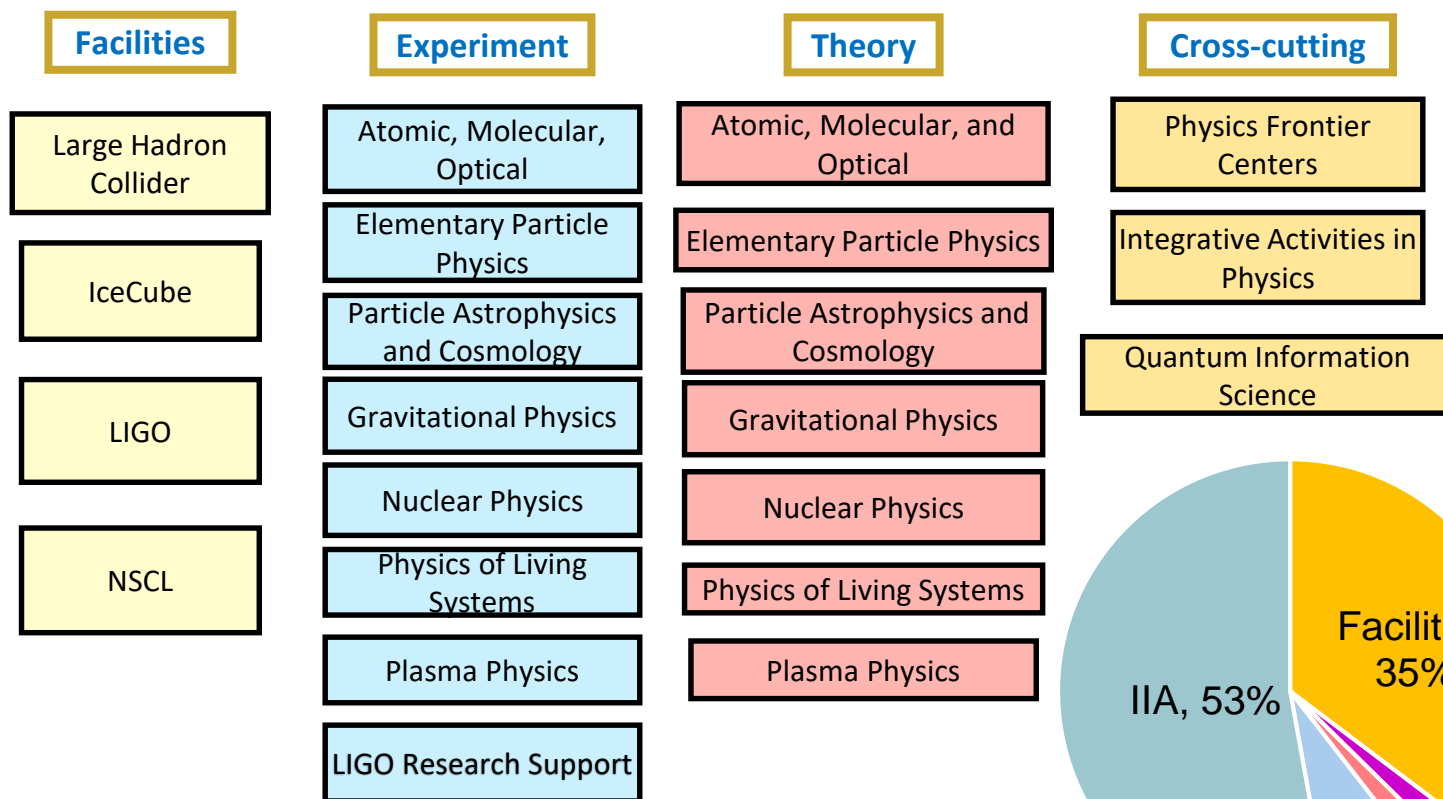 Facilities
Large Hadron
Collider
IceCube
LIGO
NSCL
Experiment
Atomic, Molecular,
Optical
Elementary Particle
Physics
Particle Astrophysics
and Cosmology
Gravitational Physics
Nuclear Physics
Physics of Living
Systems
Plasma Physics
LIGO Research Support
Theory
Atomic, Molecular, and
Optical
Elementary Particle Physics
Particle Astrophysics and
Cosmology
Gravitational Physics
Nuclear Physics
Physics of Living Systems
Plasma Physics
Cross-cutting
Physics Frontier
Centers
Integrative Activities in
Physics
Quantum Information
Science
IIA, 53%
Facilit
35%